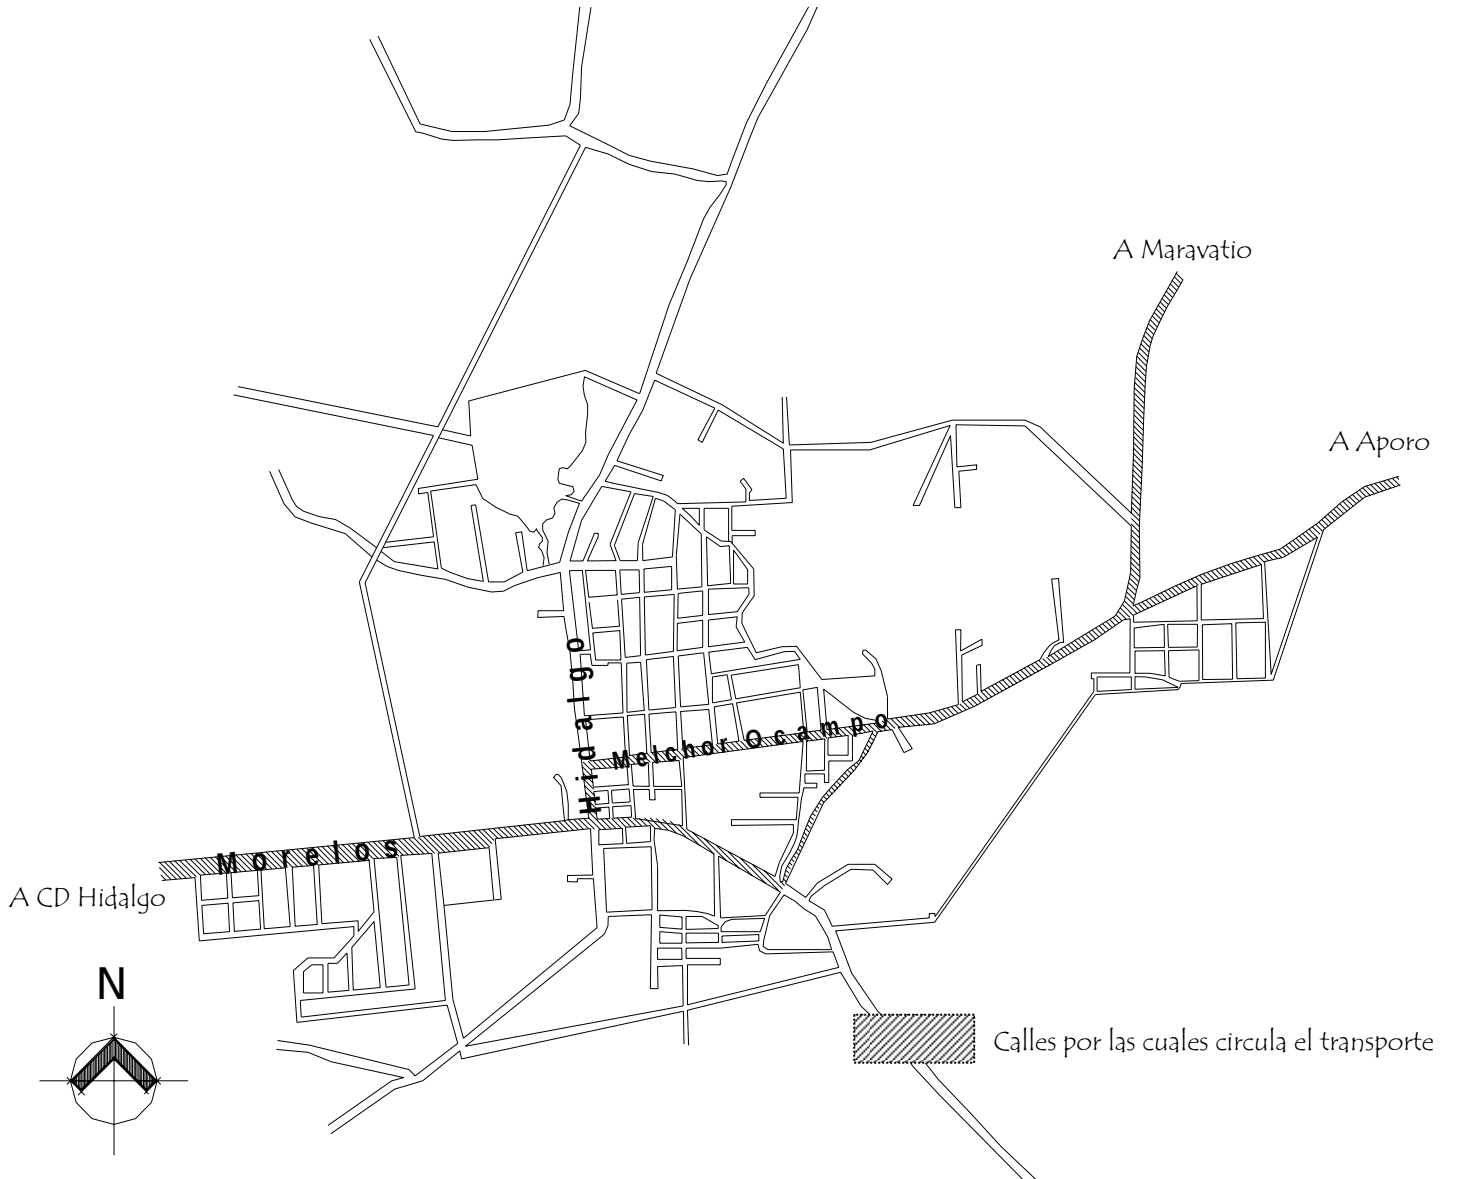 A Maravatio
A Aporo
Hidalgo
Melchor Ocampo
Morelos
A CD Hidalgo
N
Calles por las cuales circula el transporte